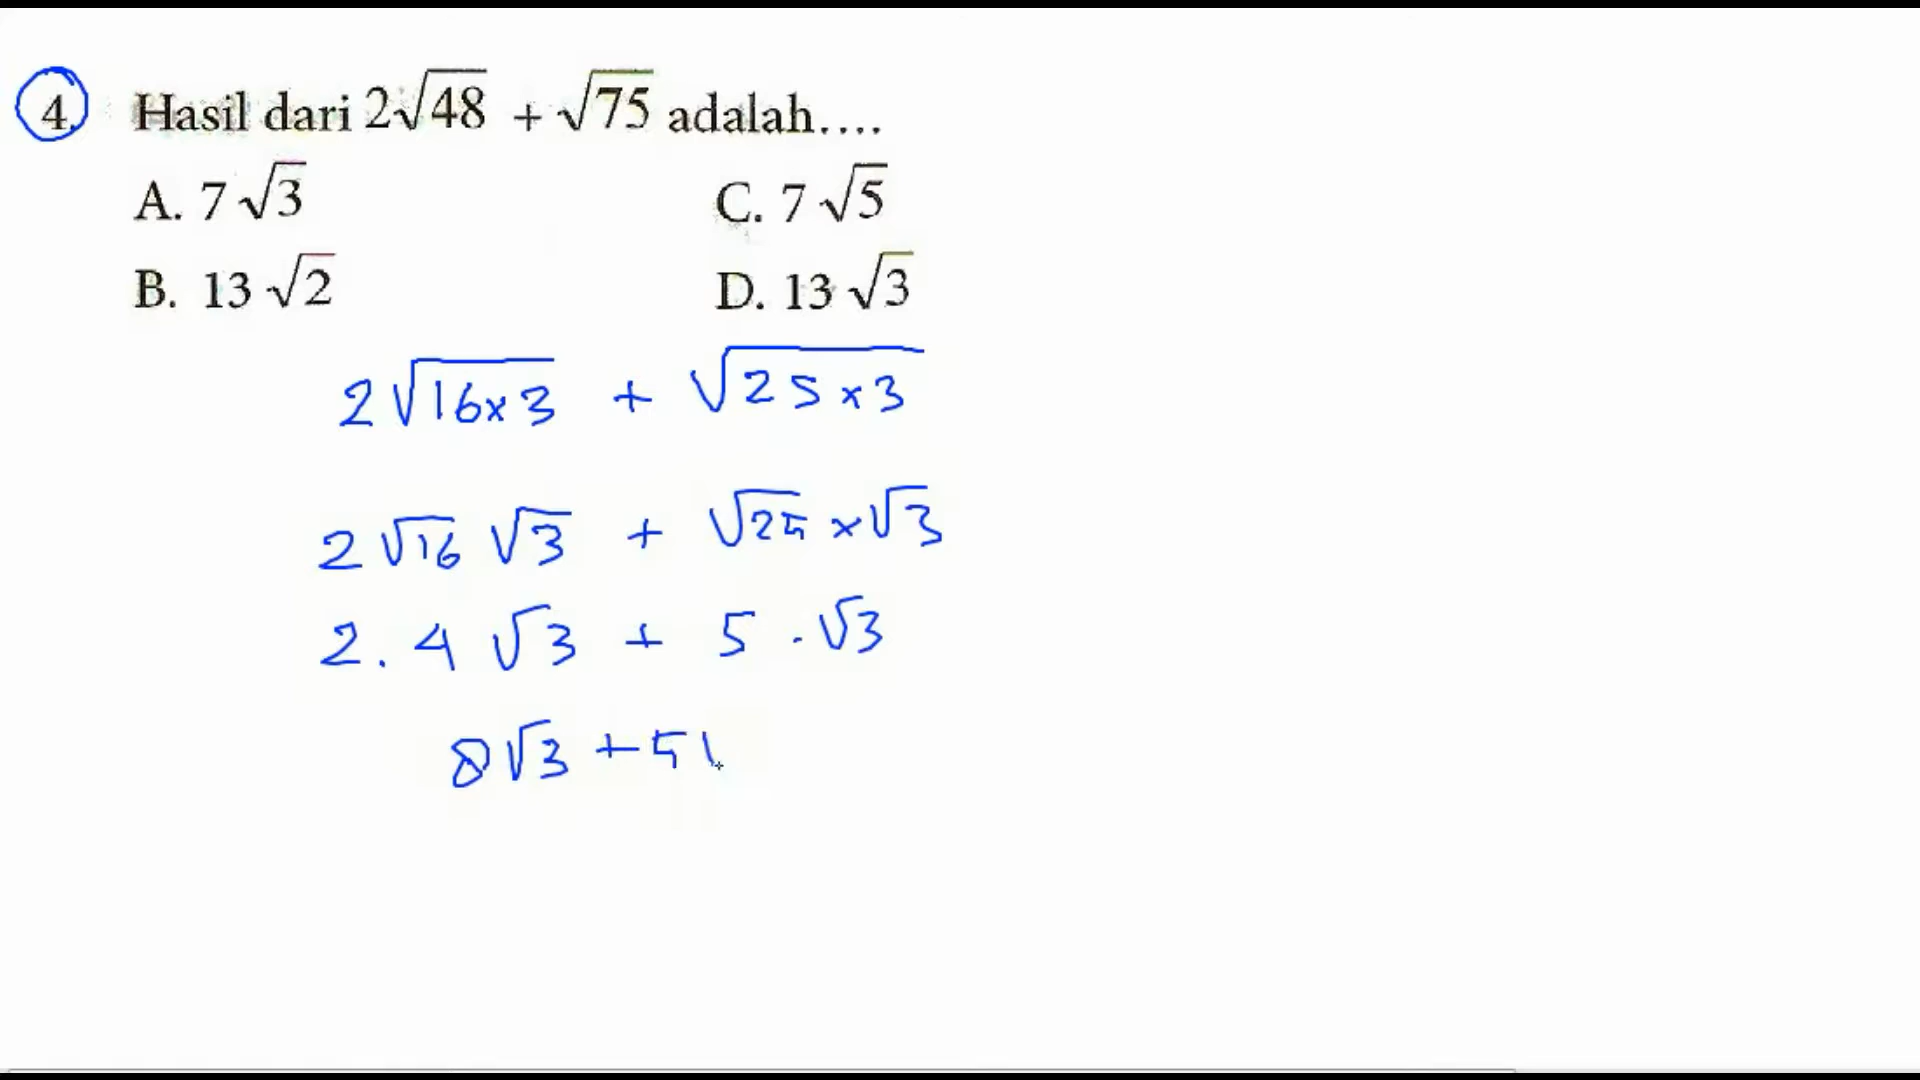 4. Hasil dari 2√48 + √75 adalah....
A. 7√3 C. 7√5
B. 13√2 D. 13√3
2√16×3 + √25×3
2√16 √3 + √25 × √3
2 . 4 √3 + 5 . √3
8√3 + 5